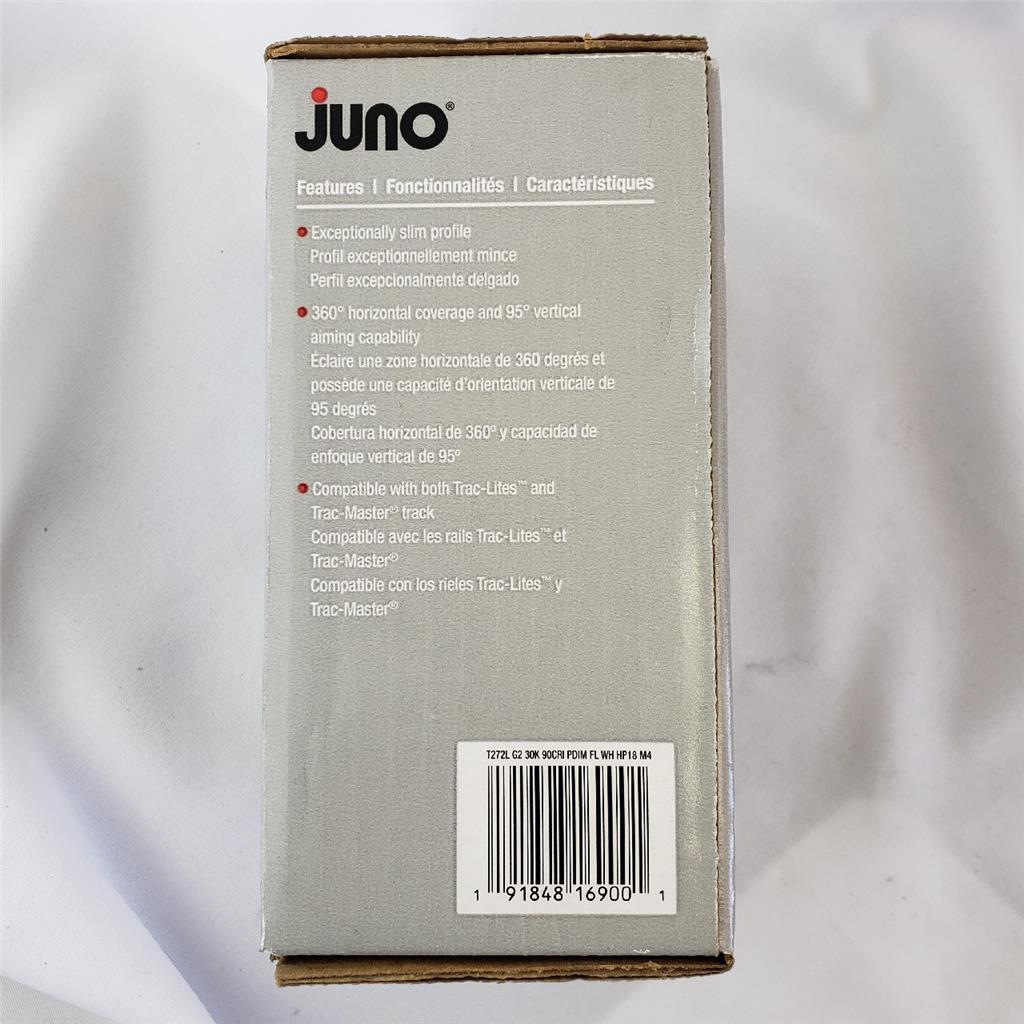 juno®
Features | Fonctionnalités | Caractéristiques
Exceptionally slim profile
Profil exceptionnellement mince
Perfil excepcionalmente delgado
360° horizontal coverage and 95° vertical
aiming capability
Éclaire une zone horizontale de 360 degrés et
possède une capacité d'orientation verticale de
95 degrés
Cobertura horizontal de 360º y capacidad de
enfoque vertical de 95º
Compatible with both Trac-Lites™ and
Trac-Master® track
Compatible avec les rails Trac-Lites™ et
Trac-Master®
Compatible con los rieles Trac-Lites™ y
Trac-Master®
T272L G2 30K 90CRI PDIM FL WH HP18 M4
1 91848 16900 1